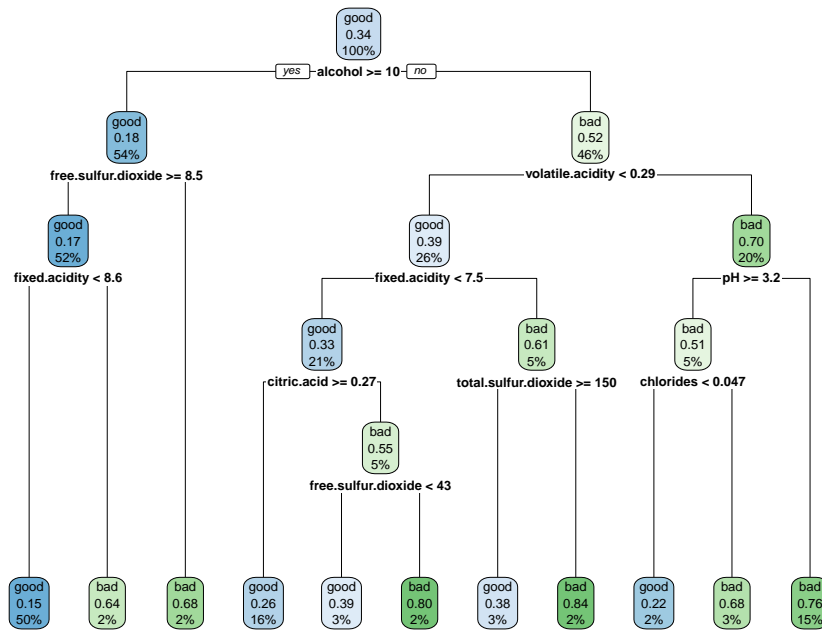 good
0.34
100%
yes alcohol >= 10 no
good
0.18
54%
bad
0.52
46%
free.sulfur.dioxide >= 8.5
volatile.acidity < 0.29
good
0.17
52%
good
0.39
26%
bad
0.70
20%
fixed.acidity < 8.6
fixed.acidity < 7.5
pH >= 3.2
good
0.33
21%
bad
0.61
5%
bad
0.51
5%
citric.acid >= 0.27
total.sulfur.dioxide >= 150
chlorides < 0.047
bad
0.55
5%
free.sulfur.dioxide < 43
good
0.15
50%
bad
0.64
2%
bad
0.68
2%
good
0.26
16%
good
0.39
3%
bad
0.80
2%
good
0.38
3%
bad
0.84
2%
good
0.22
2%
bad
0.68
3%
bad
0.76
15%